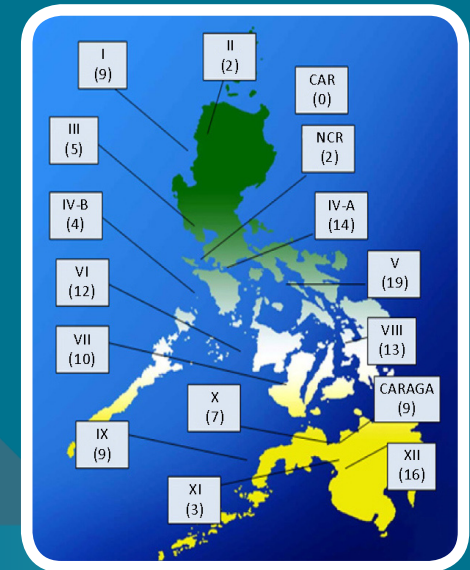 I
(9)
II
(2)
CAR
(0)
III
(5)
NCR
(2)
IV-B
(4)
IV-A
(14)
V
(19)
VI
(12)
VII
(10)
VIII
(13)
X
(7)
CARAGA
(9)
IX
(9)
XII
(16)
XI
(3)